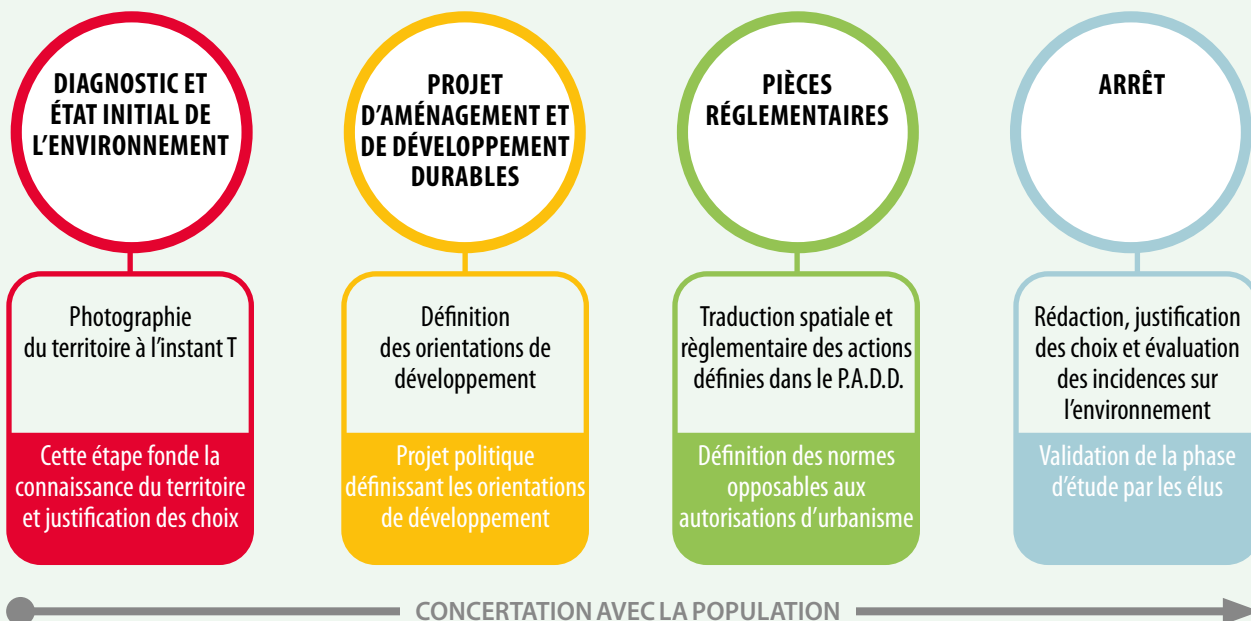 DIAGNOSTIC ET
ÉTAT INITIAL DE
L'ENVIRONNEMENT
Photographie
du territoire à l'instant T
Cette étape fonde la
connaissance du territoire
et justification des choix
PROJET
D'AMÉNAGEMENT ET
DE DÉVELOPPEMENT
DURABLES
Définition
des orientations de
développement
Projet politique
définissant les orientations
de développement
PIÈCES
RÉGLEMENTAIRES
Traduction spatiale et
règlementaire des actions
définies dans le P.A.D.D.
Définition des normes
opposables aux
autorisations d'urbanisme
ARRÊT
Rédaction, justification
des choix et évaluation
des incidences sur
l'environnement
Validation de la phase
d'étude par les élus
CONCERTATION AVEC LA POPULATION